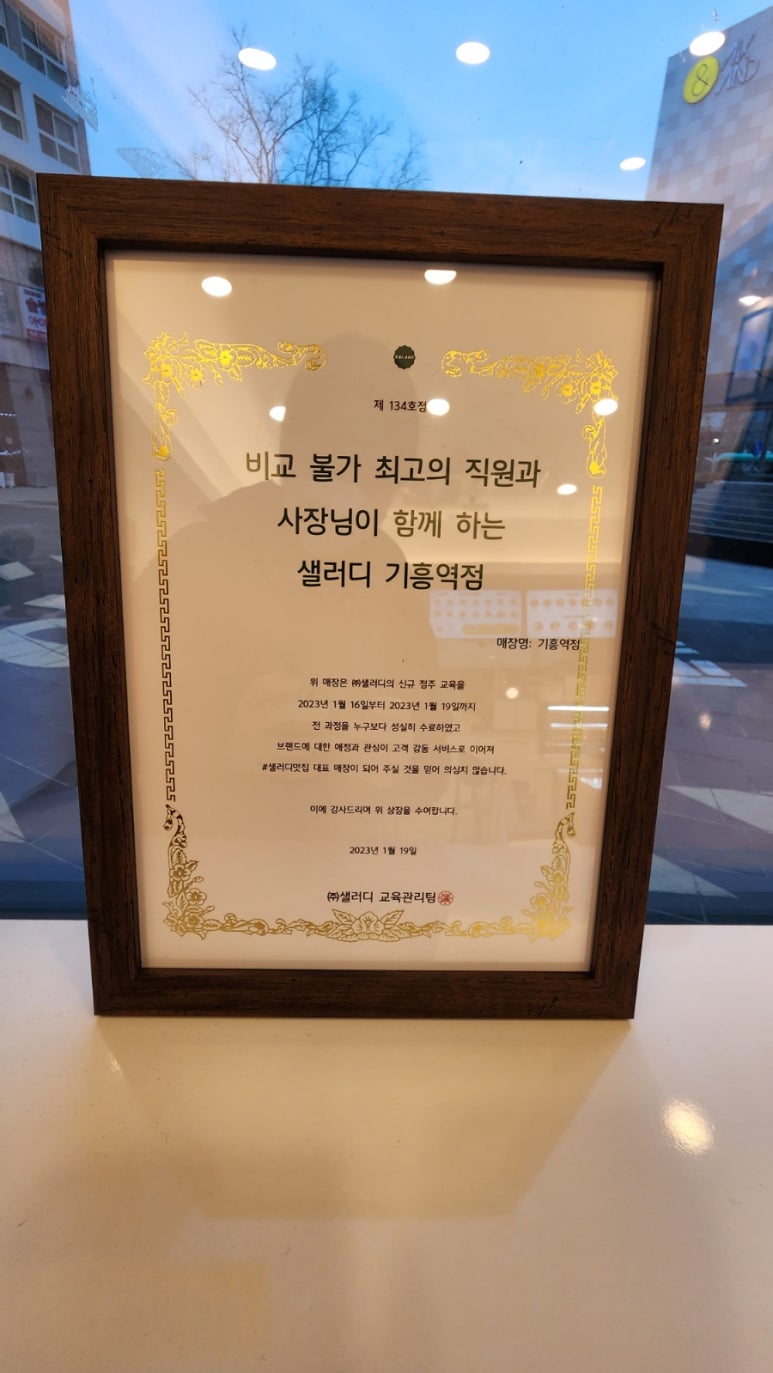 &
AK
AND
SALADY
제 134호점
비교 불가 최고의 직원과
사장님이 함께 하는
샐러디 기흥역점
매장명: 기흥역점
위 매장은 ㈜샐러디의 신규 점주 교육을
2023년 1월 16일부터 2023년 1월 19일까지
전 과정을 누구보다 성실히 수료하였고
브랜드에 대한 애정과 관심이 고객 감동 서비스로 이어져
#샐러디맛집 대표 매장이 되어 주실 것을 믿어 의심치 않습니다.
이에 감사드리며 위 상장을 수여합니다.
2023년 1월 19일
㈜샐러디 교육관리팀